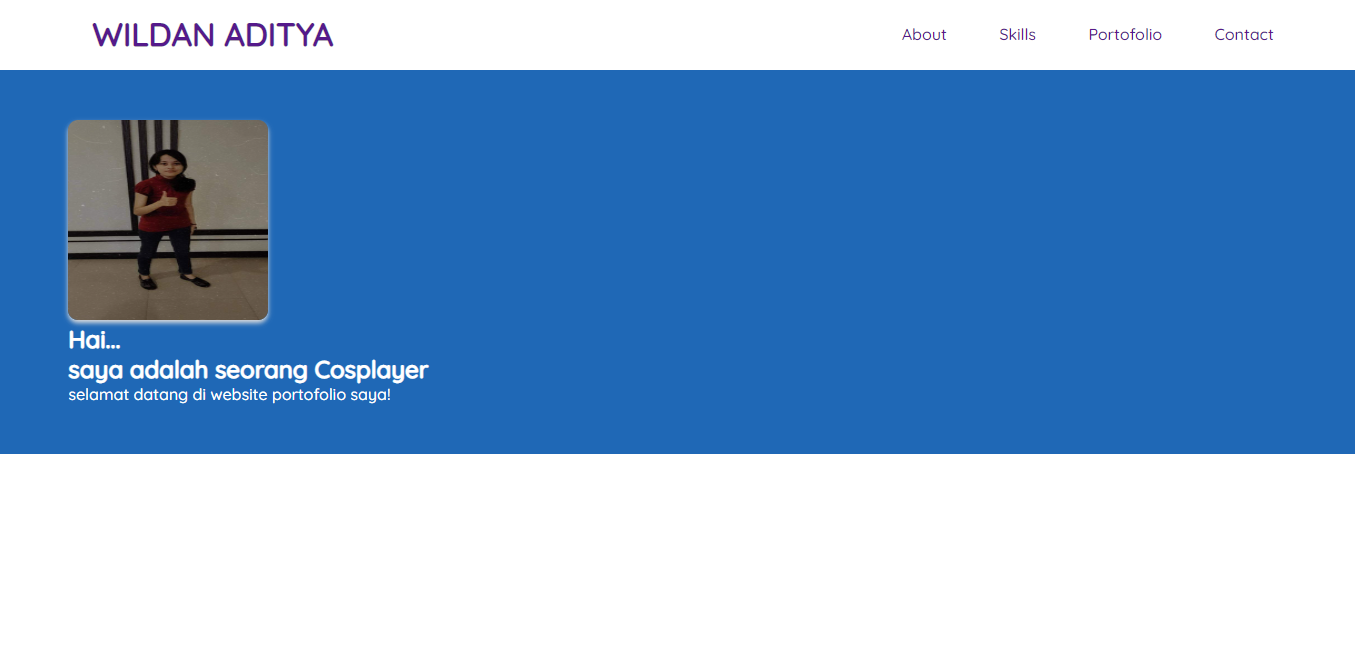 WILDAN ADITYA
About Skills Portofolio Contact
Hai...
saya adalah seorang Cosplayer
selamat datang di website portofolio saya!